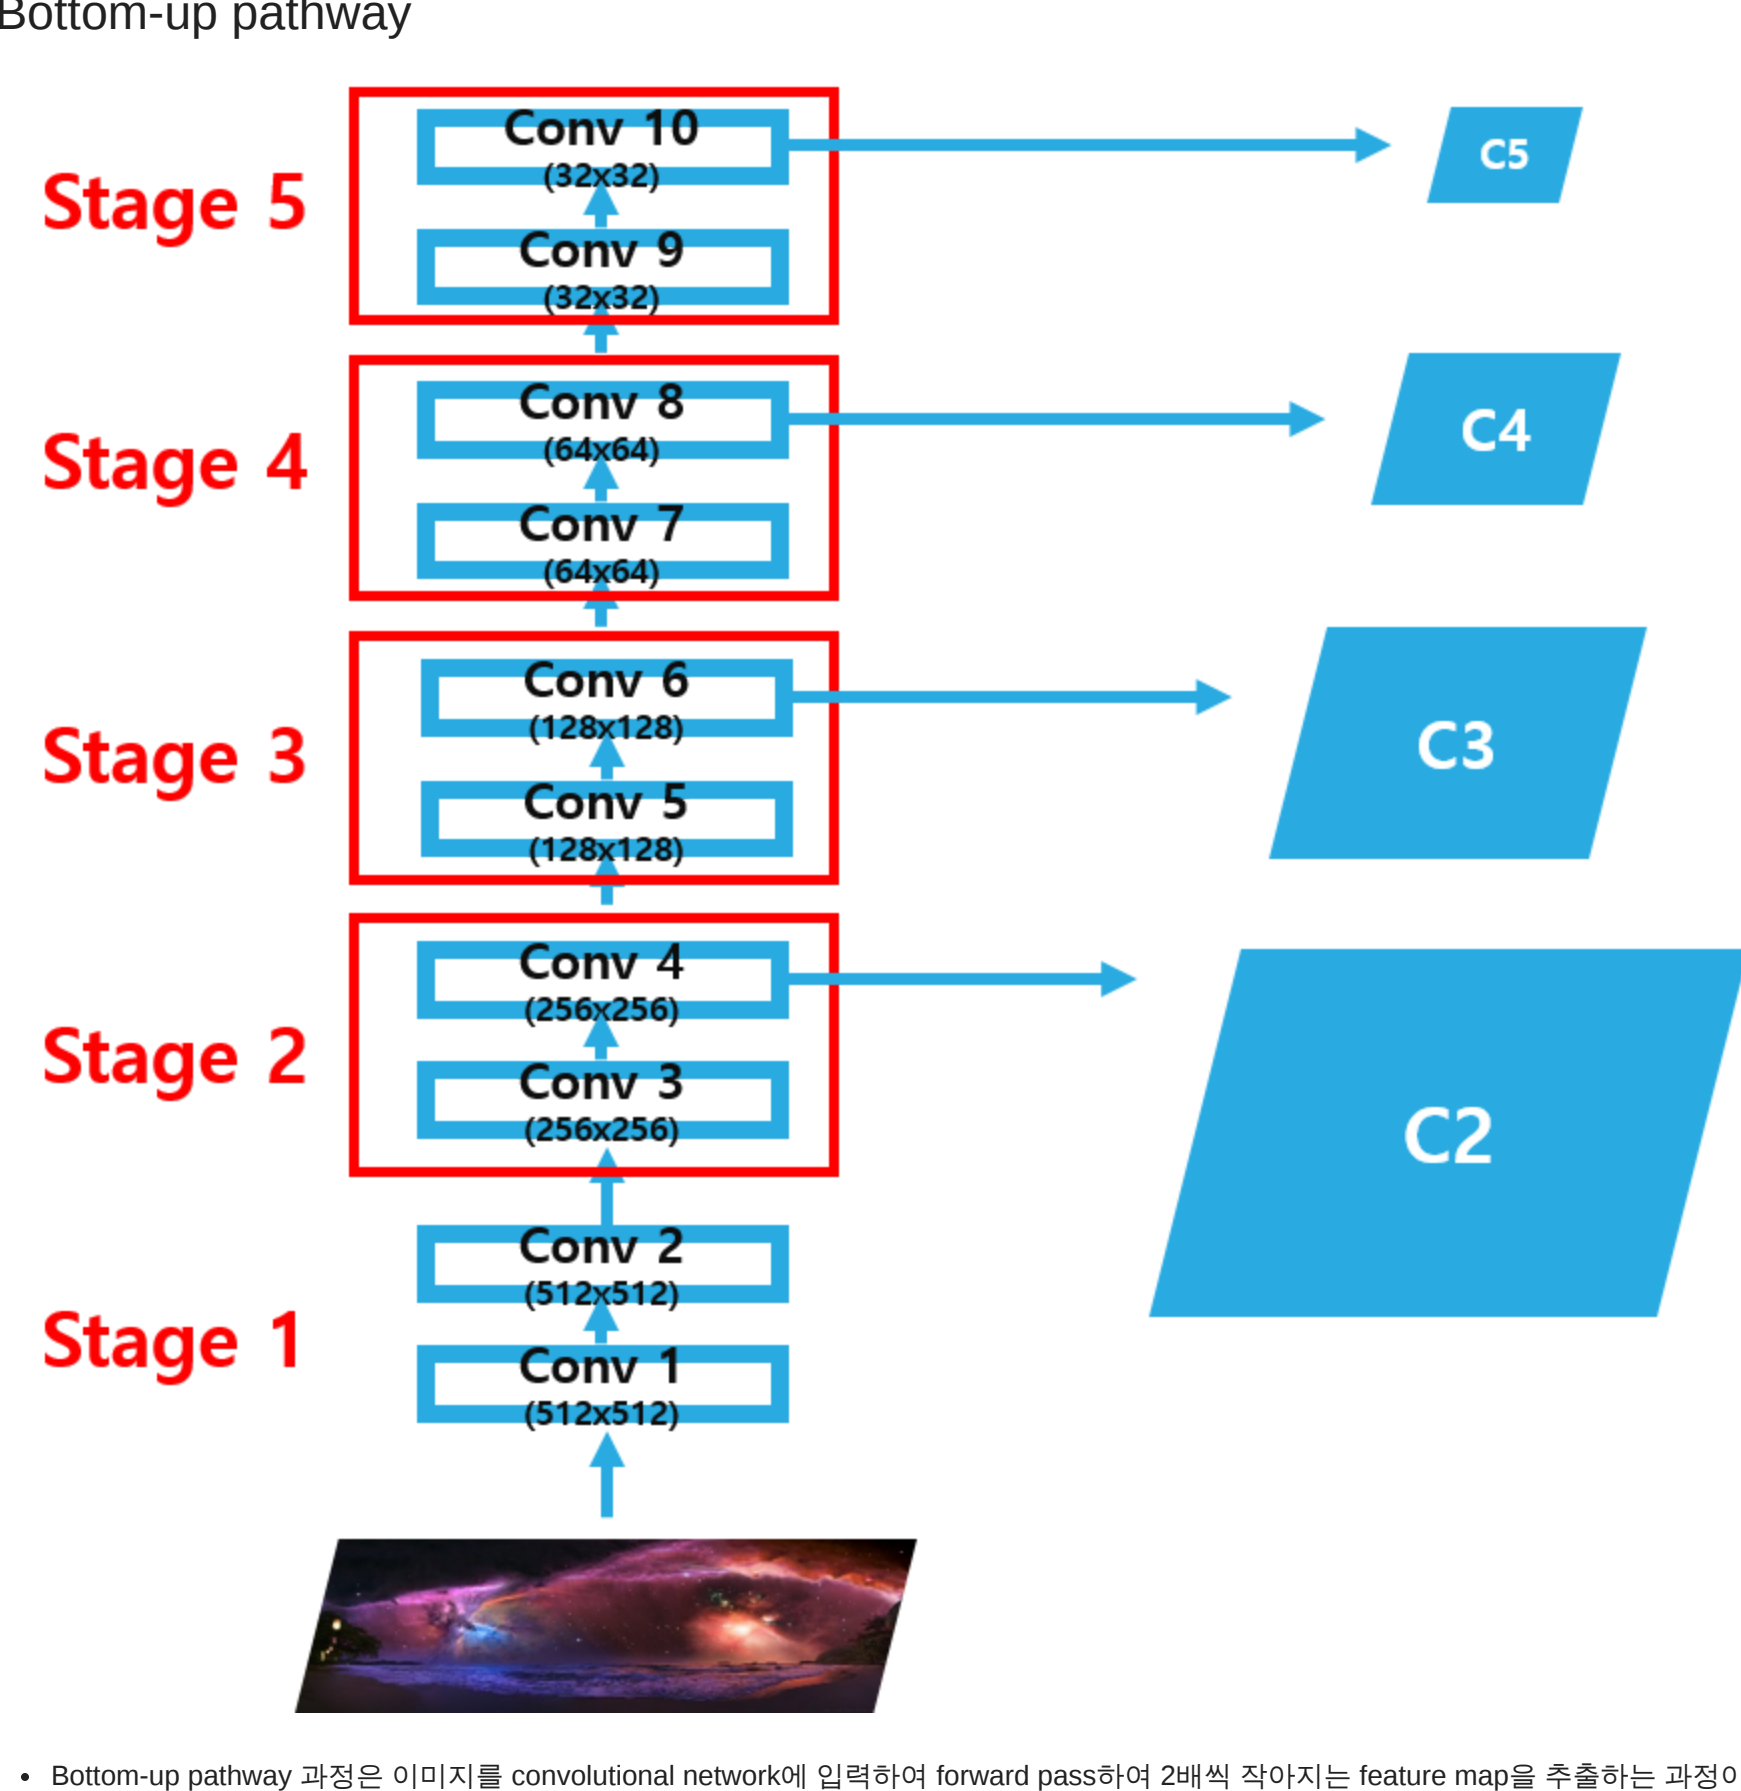 Bottom-up pathway
Conv 10
(32x32)
C5
Stage 5
Conv 9
(32x32)
Conv 8
(64x64)
C4
Stage 4
Conv 7
(64x64)
Conv 6
(128x128)
C3
Stage 3
Conv 5
(128x128)
Conv 4
(256x256)
Stage 2
Conv 3
(256x256)
C2
Conv 2
(512x512)
Stage 1
Conv 1
(512x512)
• Bottom-up pathway 과정은 이미지를 convolutional network에 입력하여 forward pass하여 2배씩 작아지는 feature map을 추출하는 과정이